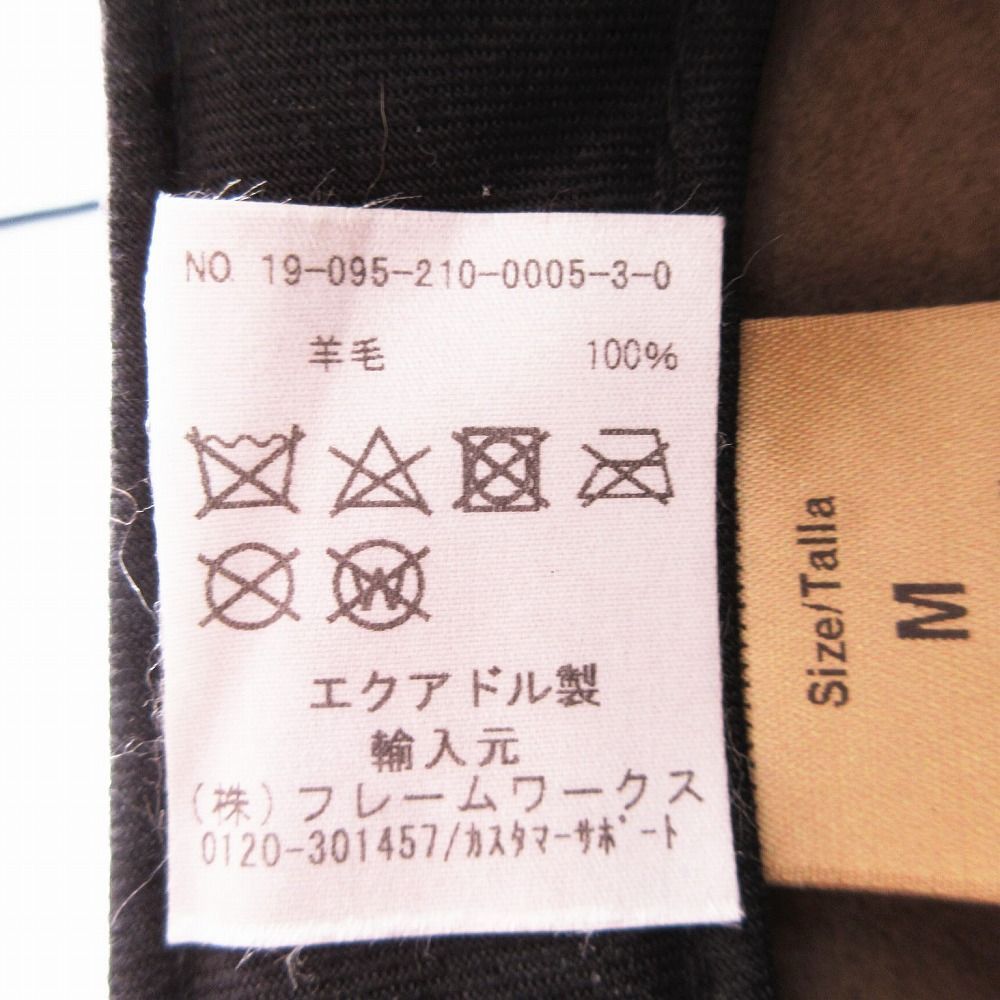 NO. 19-095-210-0005-3-0
羊毛 100%
W
エクアドル製
輸入元
(株)フレームワークス
0120-301457/ｶｽﾀﾏｰｻﾎﾟｰﾄ
Size/Talla
M